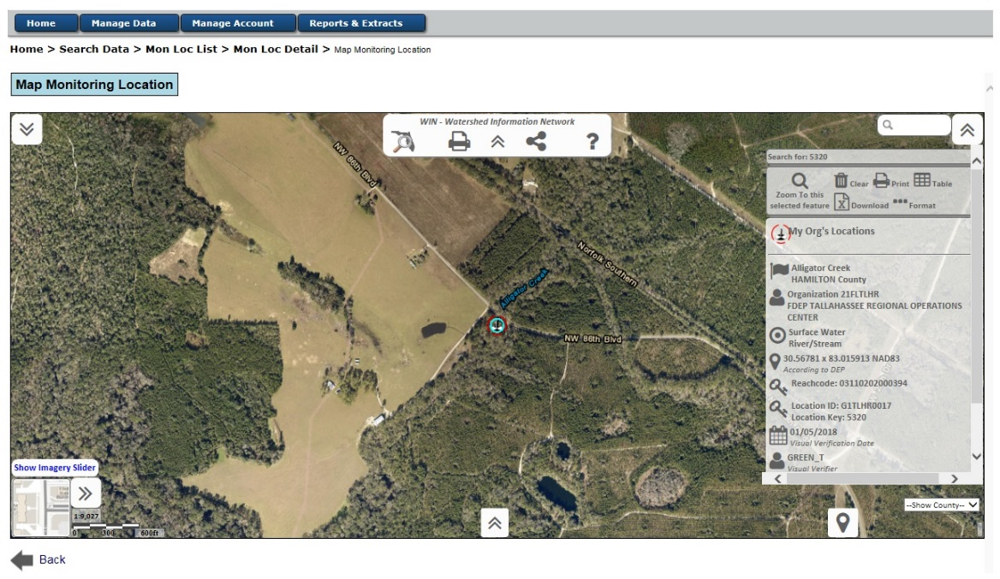 Home Manage Data Manage Account Reports & Extracts
Home > Search Data > Mon Loc List > Mon Loc Detail > Map Monitoring Location
Map Monitoring Location
WIN - Watershed Information Network
?
Search for: 5320
Zoom To this
selected feature
Clear Print Table
Download Format
My Org's Locations
Alligator Creek
HAMILTON County
Organization 21FLTLHR
FDEP TALLAHASSEE REGIONAL OPERATIONS
CENTER
Surface Water
River/Stream
30.56781 x 83.015913 NAD83
According to DEP
Reachcode: 03110202000394
Location ID: G1TLHR0017
Location Key: 5320
01/05/2018
Visual Verification Date
GREEN_T
Visual Verifier
NW 86th Blvd
Norfolk Southern
Alligator Creek
NW 86th Blvd
Show Imagery Slider
1:9,027
0 300 600ft
--Show County--
Back